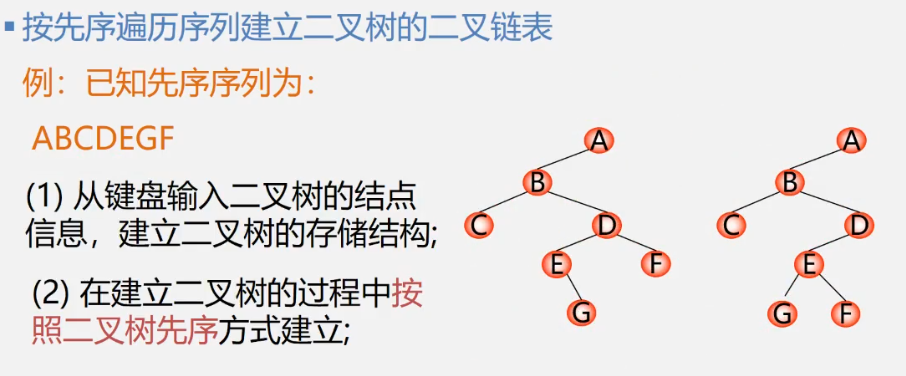 ▪按先序遍历序列建立二叉树的二叉链表
例：已知先序序列为：
ABCDEGF
(1) 从键盘输入二叉树的结点
信息，建立二叉树的存储结构;
(2) 在建立二叉树的过程中按
照二叉树先序方式建立;
A
B
C D
E F
G
A
B
C D
E
G F